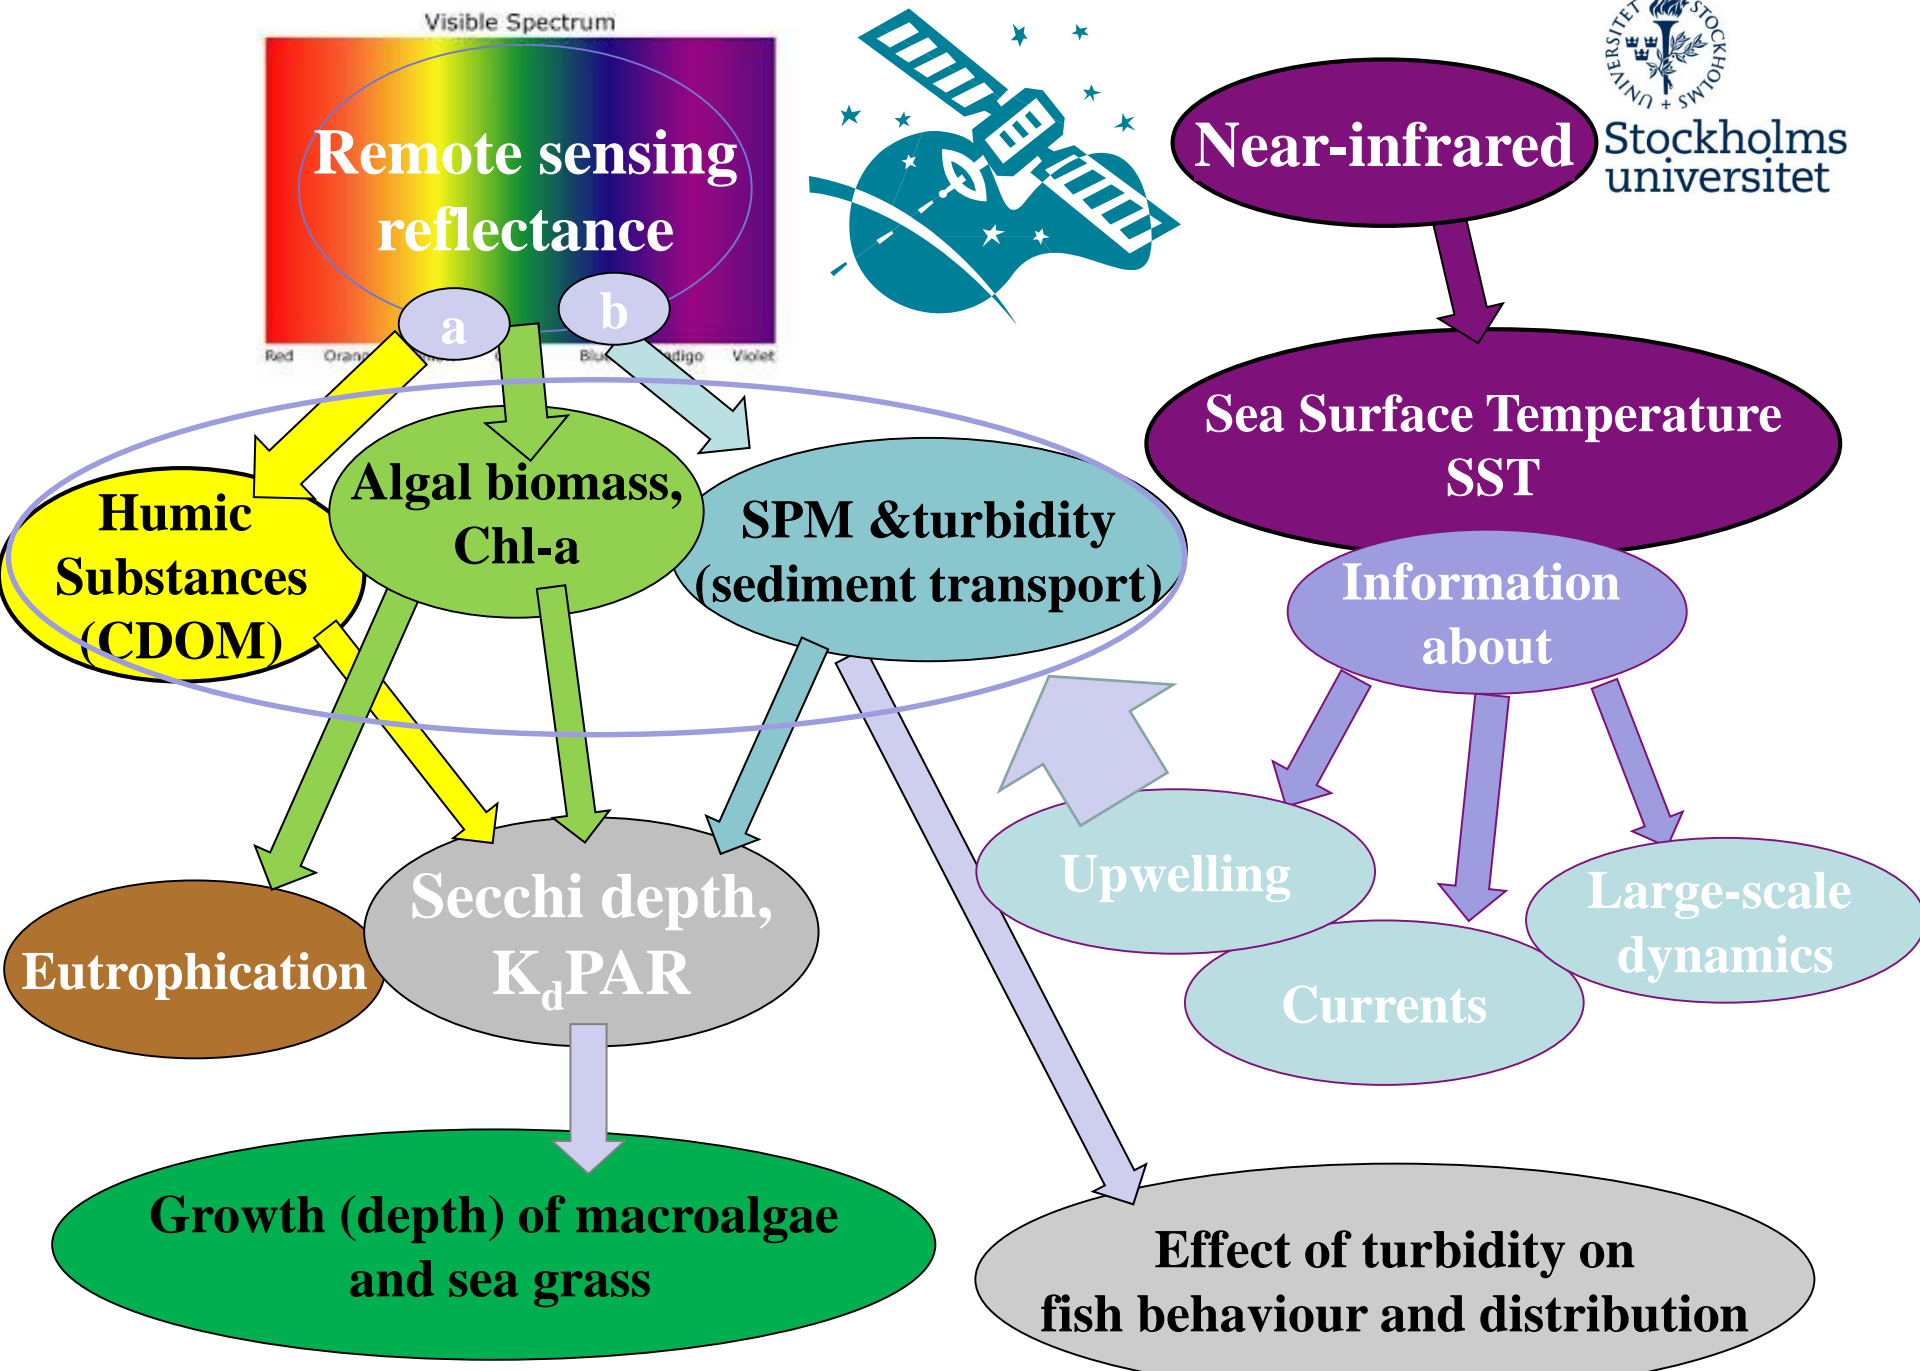 Visible Spectrum
Remote sensing
reflectance
a
b
Red
Violet
STOCKHOLMS
UNIVERSITET
Stockholms
universitet
Near-infrared
Sea Surface Temperature
SST
Humic
Substances
(CDOM)
Algal biomass,
Chl-a
SPM &turbidity
(sediment transport)
Information
about
Upwelling
Currents
Large-scale
dynamics
Eutrophication
Secchi depth,
KdPAR
Growth (depth) of macroalgae
and sea grass
Effect of turbidity on
fish behaviour and distribution